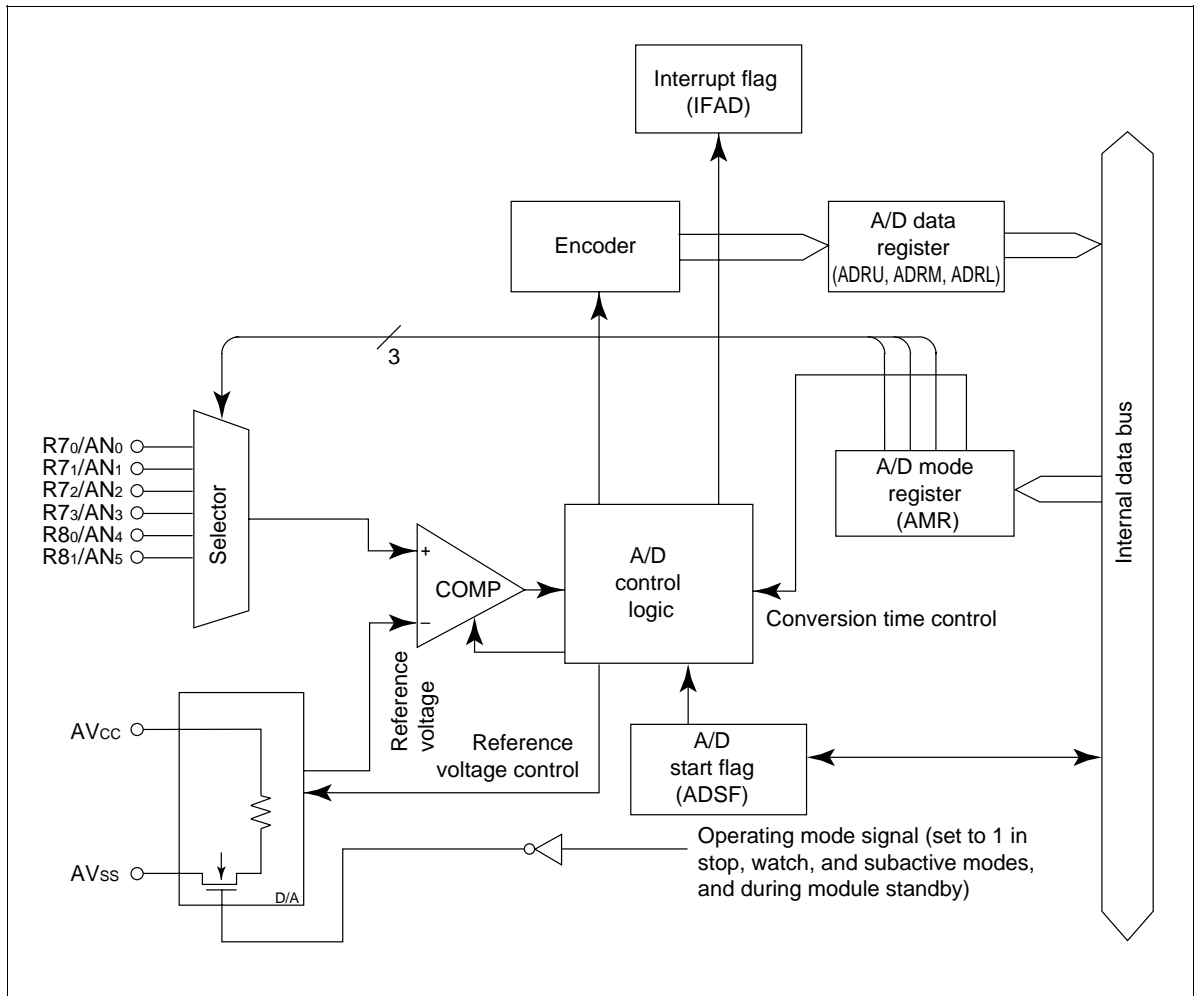 Interrupt flag
(IFAD)
Encoder
A/D data
register
(ADRU, ADRM, ADRL)
3
R70/AN0
R71/AN1
R72/AN2
R73/AN3
R80/AN4
R81/AN5
Selector
+
COMP
−
A/D
control
logic
A/D mode
register
(AMR)
Internal data bus
Conversion time control
Reference
voltage
AVCC
Reference
voltage control
A/D
start flag
(ADSF)
AVSS
D/A
Operating mode signal (set to 1 in
stop, watch, and subactive modes,
and during module standby)